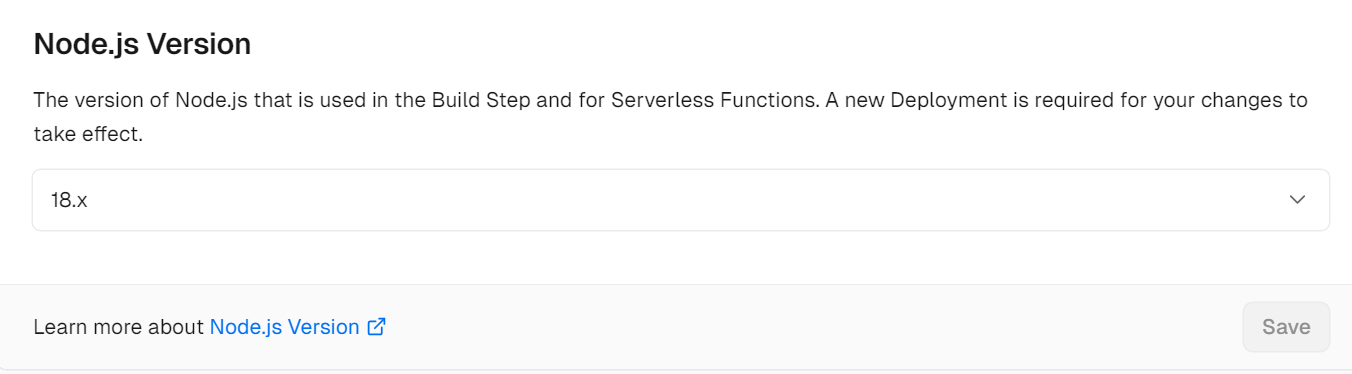 Node.js Version
The version of Node.js that is used in the Build Step and for Serverless Functions. A new Deployment is required for your changes to
take effect.
18.x
Learn more about Node.js Version
Save